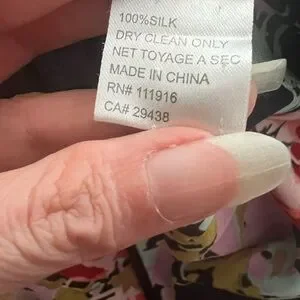 100%SILK
DRY CLEAN ONLY
NET TOYAGE A SEC
MADE IN CHINA
RN# 111916
CA# 29438